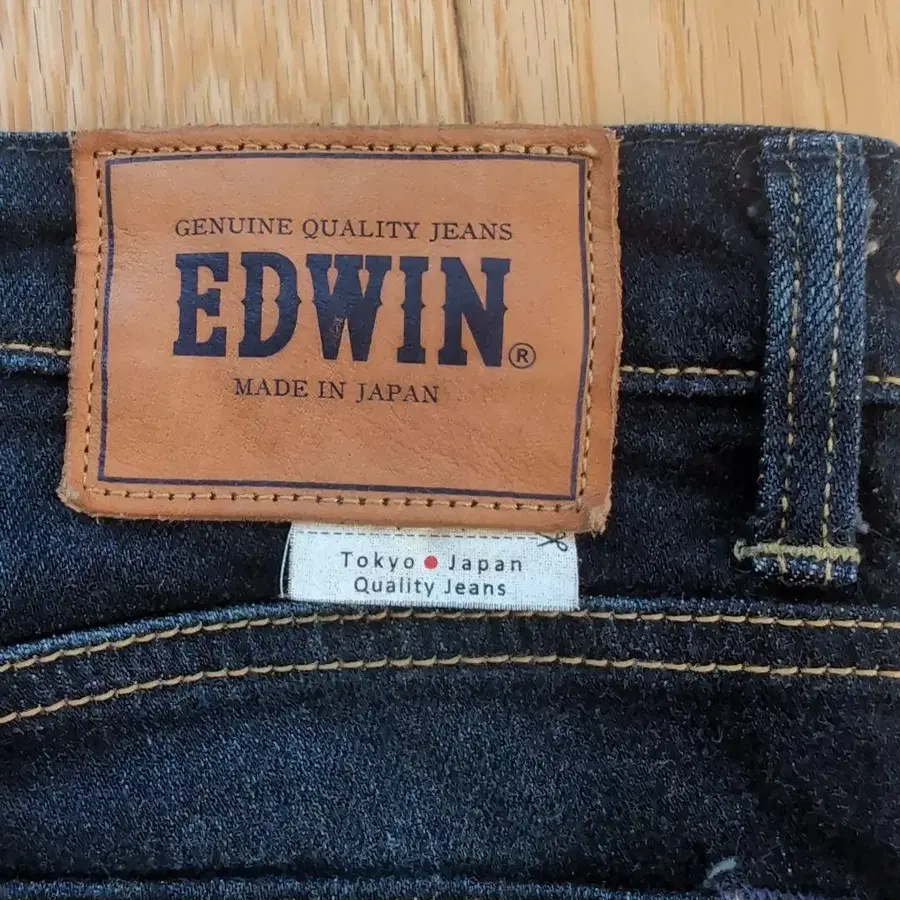 GENUINE QUALITY JEANS
EDWIN®
MADE IN JAPAN
Tokyo ● Japan
Quality Jeans